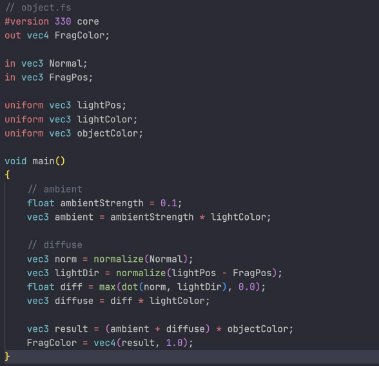 // object.fs
#version 330 core
out vec4 FragColor;
in vec3 Normal;
in vec3 FragPos;
uniform vec3 lightPos;
uniform vec3 lightColor;
uniform vec3 objectColor;
void main()
{
// ambient
float ambientStrength = 0.1;
vec3 ambient = ambientStrength * lightColor;
// diffuse
vec3 norm = normalize(Normal);
vec3 lightDir = normalize(lightPos - FragPos);
float diff = max(dot(norm, lightDir), 0.0);
vec3 diffuse = diff * lightColor;
vec3 result = (ambient + diffuse) * objectColor;
FragColor = vec4(result, 1.0);
}